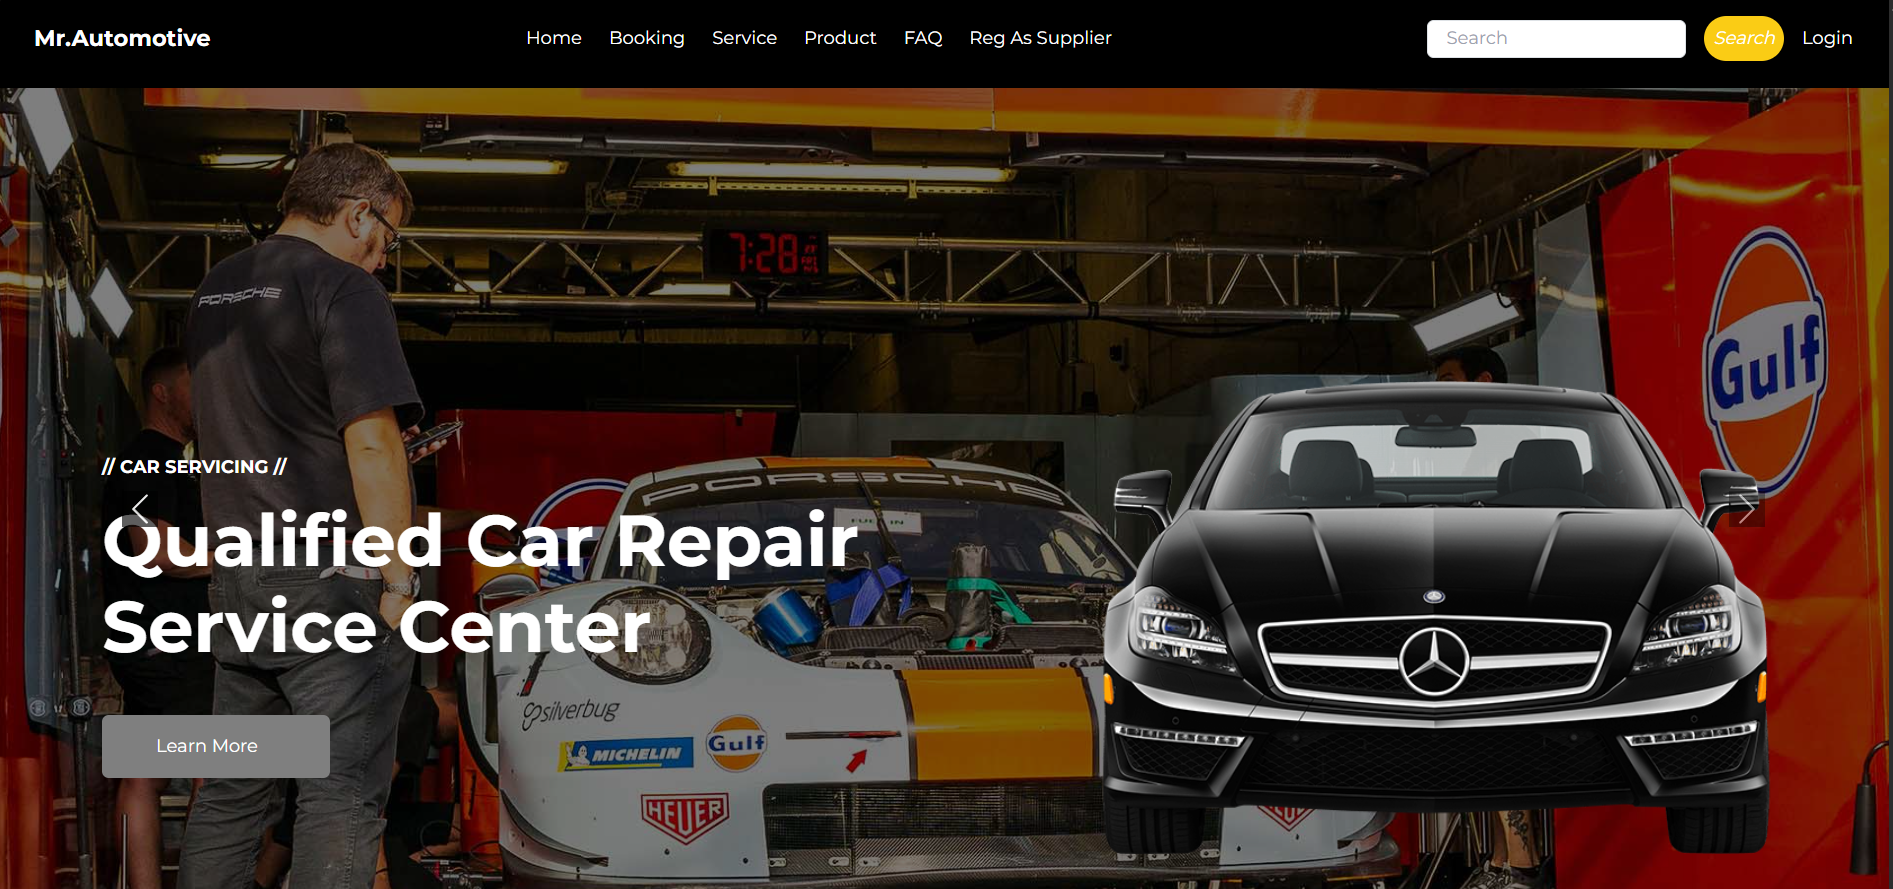 Mr.Automotive
Home Booking Service Product FAQ Reg As Supplier
Search
Search
Login
7:28
PORSCHE
Gulf
// CAR SERVICING //
PORSCHE
Qualified Car Repair
Service Center
silverbug
Learn More
MICHELIN
Gulf
HEUER